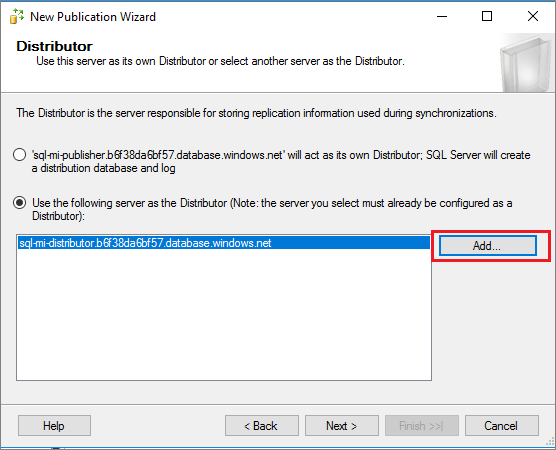 New Publication Wizard
Distributor
Use this server as its own Distributor or select another server as the Distributor.
The Distributor is the server responsible for storing replication information used during synchronizations.
'sql-mi-publisher.b6f38da6bf57.database.windows.net' will act as its own Distributor; SQL Server will create
a distribution database and log
Use the following server as the Distributor (Note: the server you select must already be configured as a
Distributor):
sql-mi-distributor.b6f38da6bf57.database.windows.net
Add...
Help
< Back
Next >
Finish >>|
Cancel